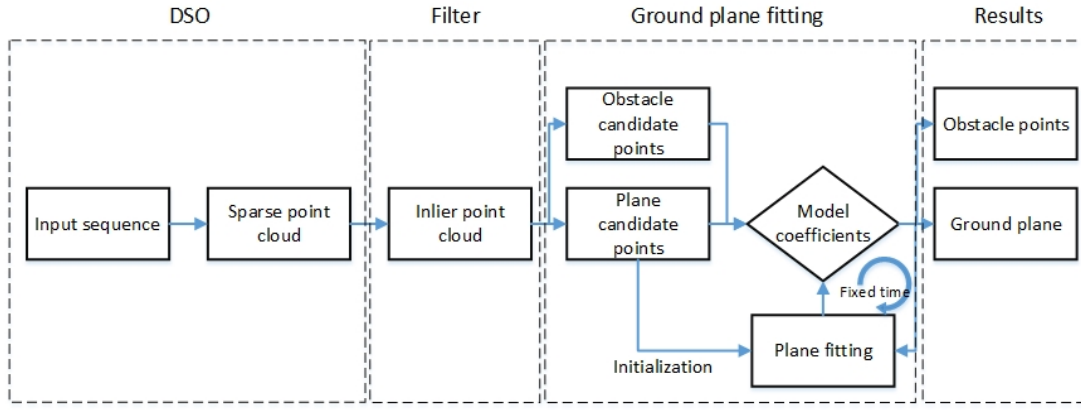 DSO
Filter
Ground plane fitting
Results
Input sequence
Sparse point
cloud
Inlier point
cloud
Obstacle
candidate
points
Plane
candidate
points
Model
coefficients
Fixed time
Plane fitting
Initialization
Obstacle points
Ground plane